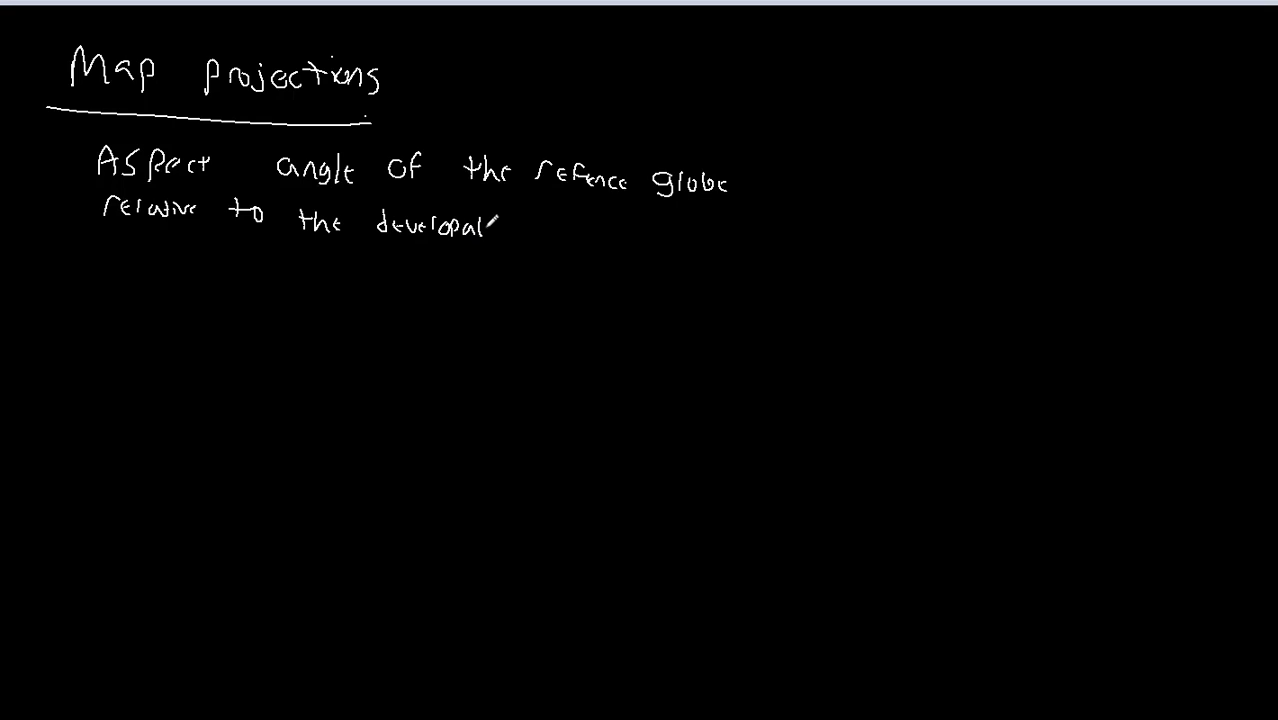 Map projections
Aspect angle of the refence globe
relative to the developal